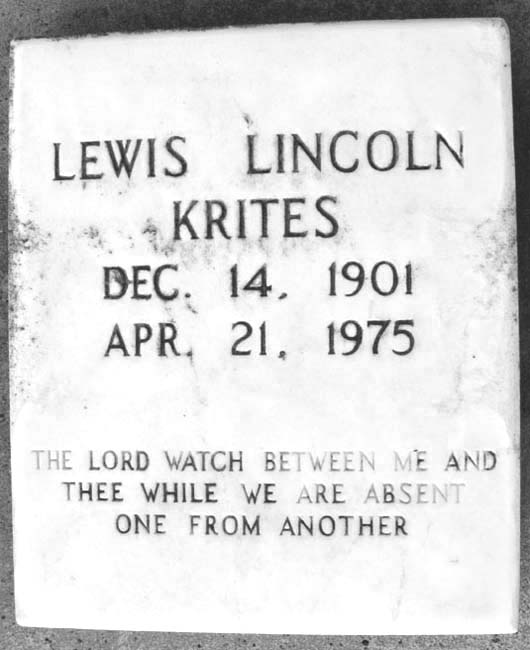 LEWIS LINCOLN
KRITES
DEC. 14, 1901
APR. 21, 1975
THE LORD WATCH BETWEEN ME AND
THEE WHILE WE ARE ABSENT
ONE FROM ANOTHER